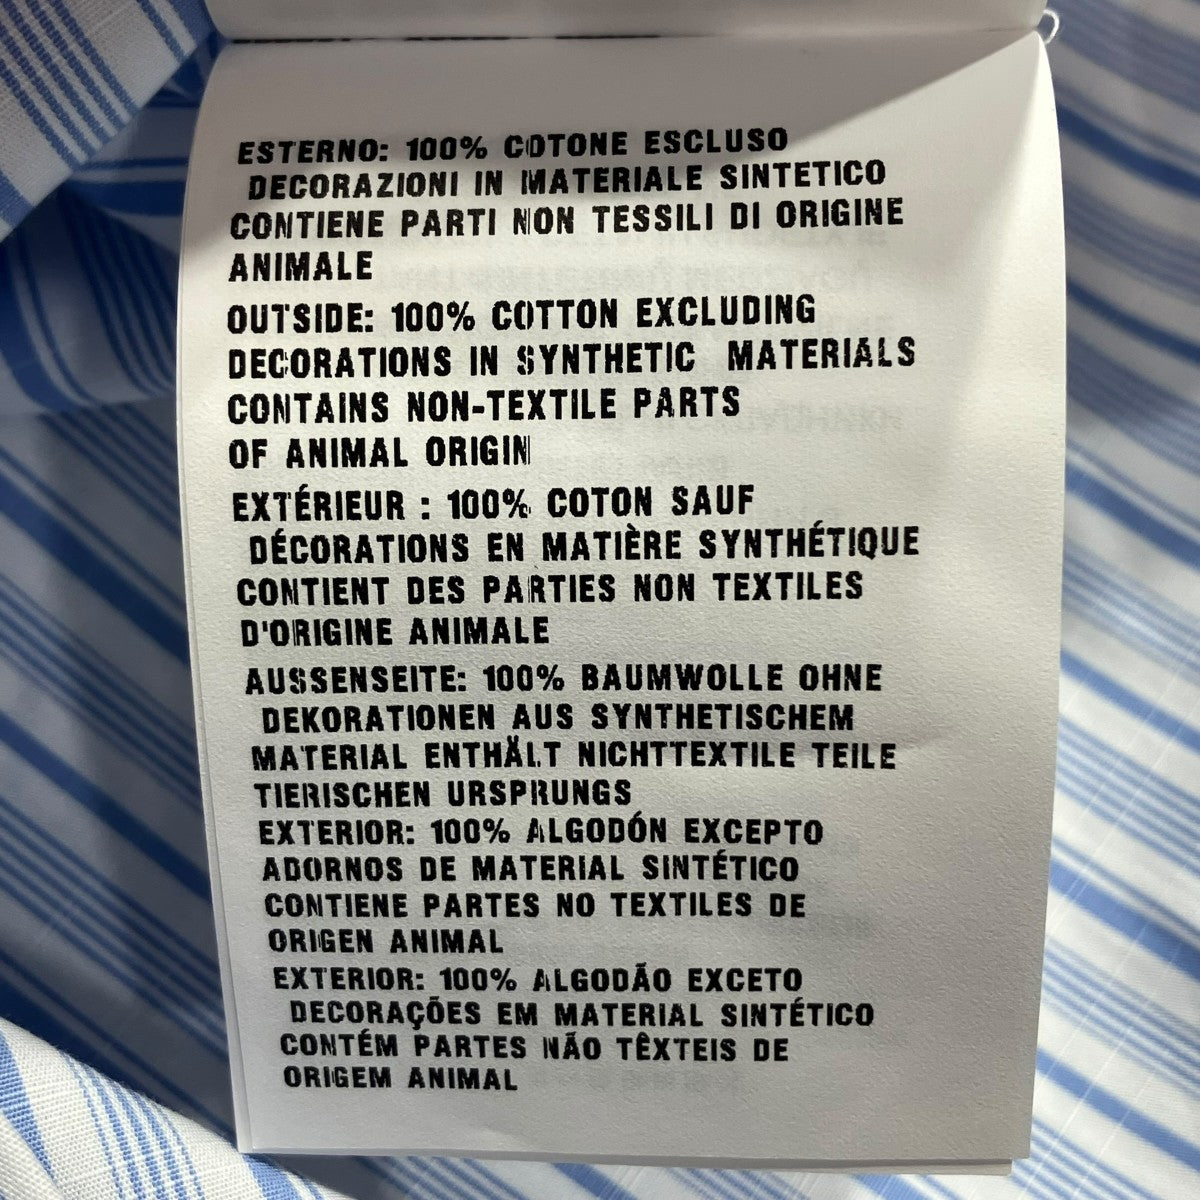 ESTERNO: 100% COTONE ESCLUSO
DECORAZIONI IN MATERIALE SINTETICO
CONTIENE PARTI NON TESSILI DI ORIGINE
ANIMALE
OUTSIDE: 100% COTTON EXCLUDING
DECORATIONS IN SYNTHETIC MATERIALS
CONTAINS NON-TEXTILE PARTS
OF ANIMAL ORIGIN
EXTÉRIEUR : 100% COTON SAUF
DÉCORATIONS EN MATIÈRE SYNTHÉTIQUE
CONTIENT DES PARTIES NON TEXTILES
D'ORIGINE ANIMALE
AUSSENSEITE: 100% BAUMWOLLE OHNE
DEKORATIONEN AUS SYNTHETISCHEM
MATERIAL ENTHÄLT NICHTTEXTILE TEILE
TIERISCHEN URSPRUNGS
EXTERIOR: 100% ALGODÓN EXCEPTO
ADORNOS DE MATERIAL SINTÉTICO
CONTIENE PARTES NO TEXTILES DE
ORIGEN ANIMAL
EXTERIOR: 100% ALGODÃO EXCETO
DECORAÇÕES EM MATERIAL SINTÉTICO
CONTÉM PARTES NÃO TÊXTEIS DE
ORIGEM ANIMAL